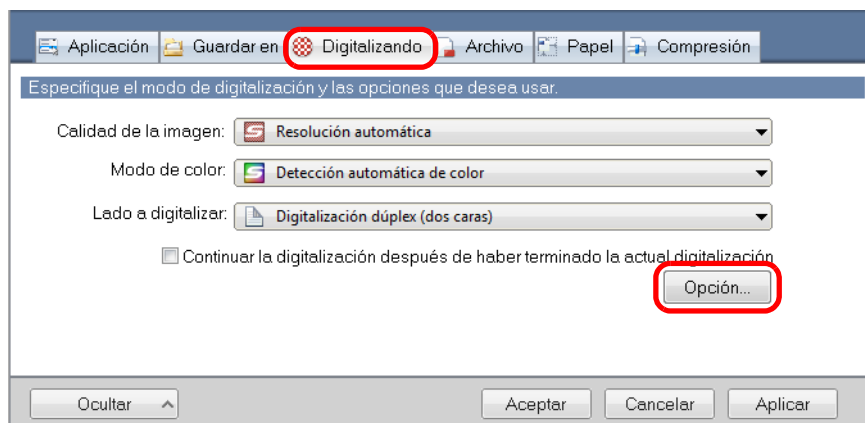 Aplicación Guardar en Digitalizando Archivo Papel Compresión
Especifique el modo de digitalización y las opciones que desea usar.
Calidad de la imagen: Resolución automática
Modo de color: Detección automática de color
Lado a digitalizar: Digitalización dúplex (dos caras)
Continuar la digitalización después de haber terminado la actual digitalización
Opción...
Ocultar Aceptar Cancelar Aplicar